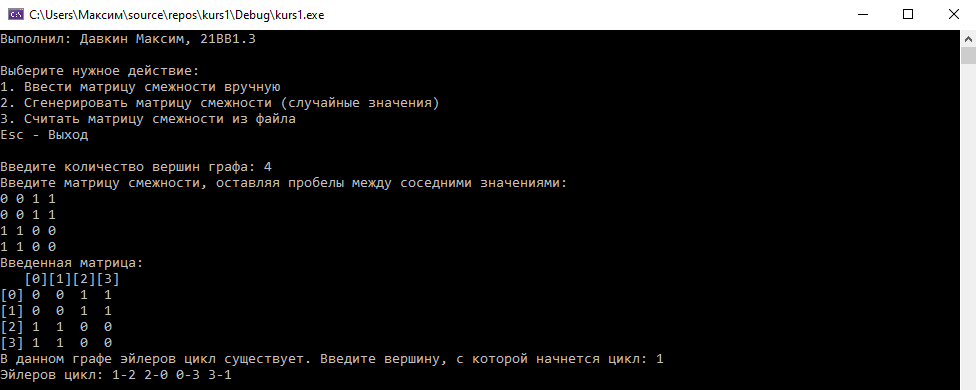 C:\Users\Максим\source\repos\kurs1\Debug\kurs1.exe
Выполнил: Давкин Максим, 21ВВ1.3
Выберите нужное действие:
1. Ввести матрицу смежности вручную
2. Сгенерировать матрицу смежности (случайные значения)
3. Считать матрицу смежности из файла
Esc - Выход
Введите количество вершин графа: 4
Введите матрицу смежности, оставляя пробелы между соседними значениями:
0 0 1 1
0 0 1 1
1 1 0 0
1 1 0 0
Введенная матрица:
[0][1][2][3]
[0] 0 0 1 1
[1] 0 0 1 1
[2] 1 1 0 0
[3] 1 1 0 0
В данном графе эйлеров цикл существует. Введите вершину, с которой начнется цикл: 1
Эйлеров цикл: 1-2 2-0 0-3 3-1